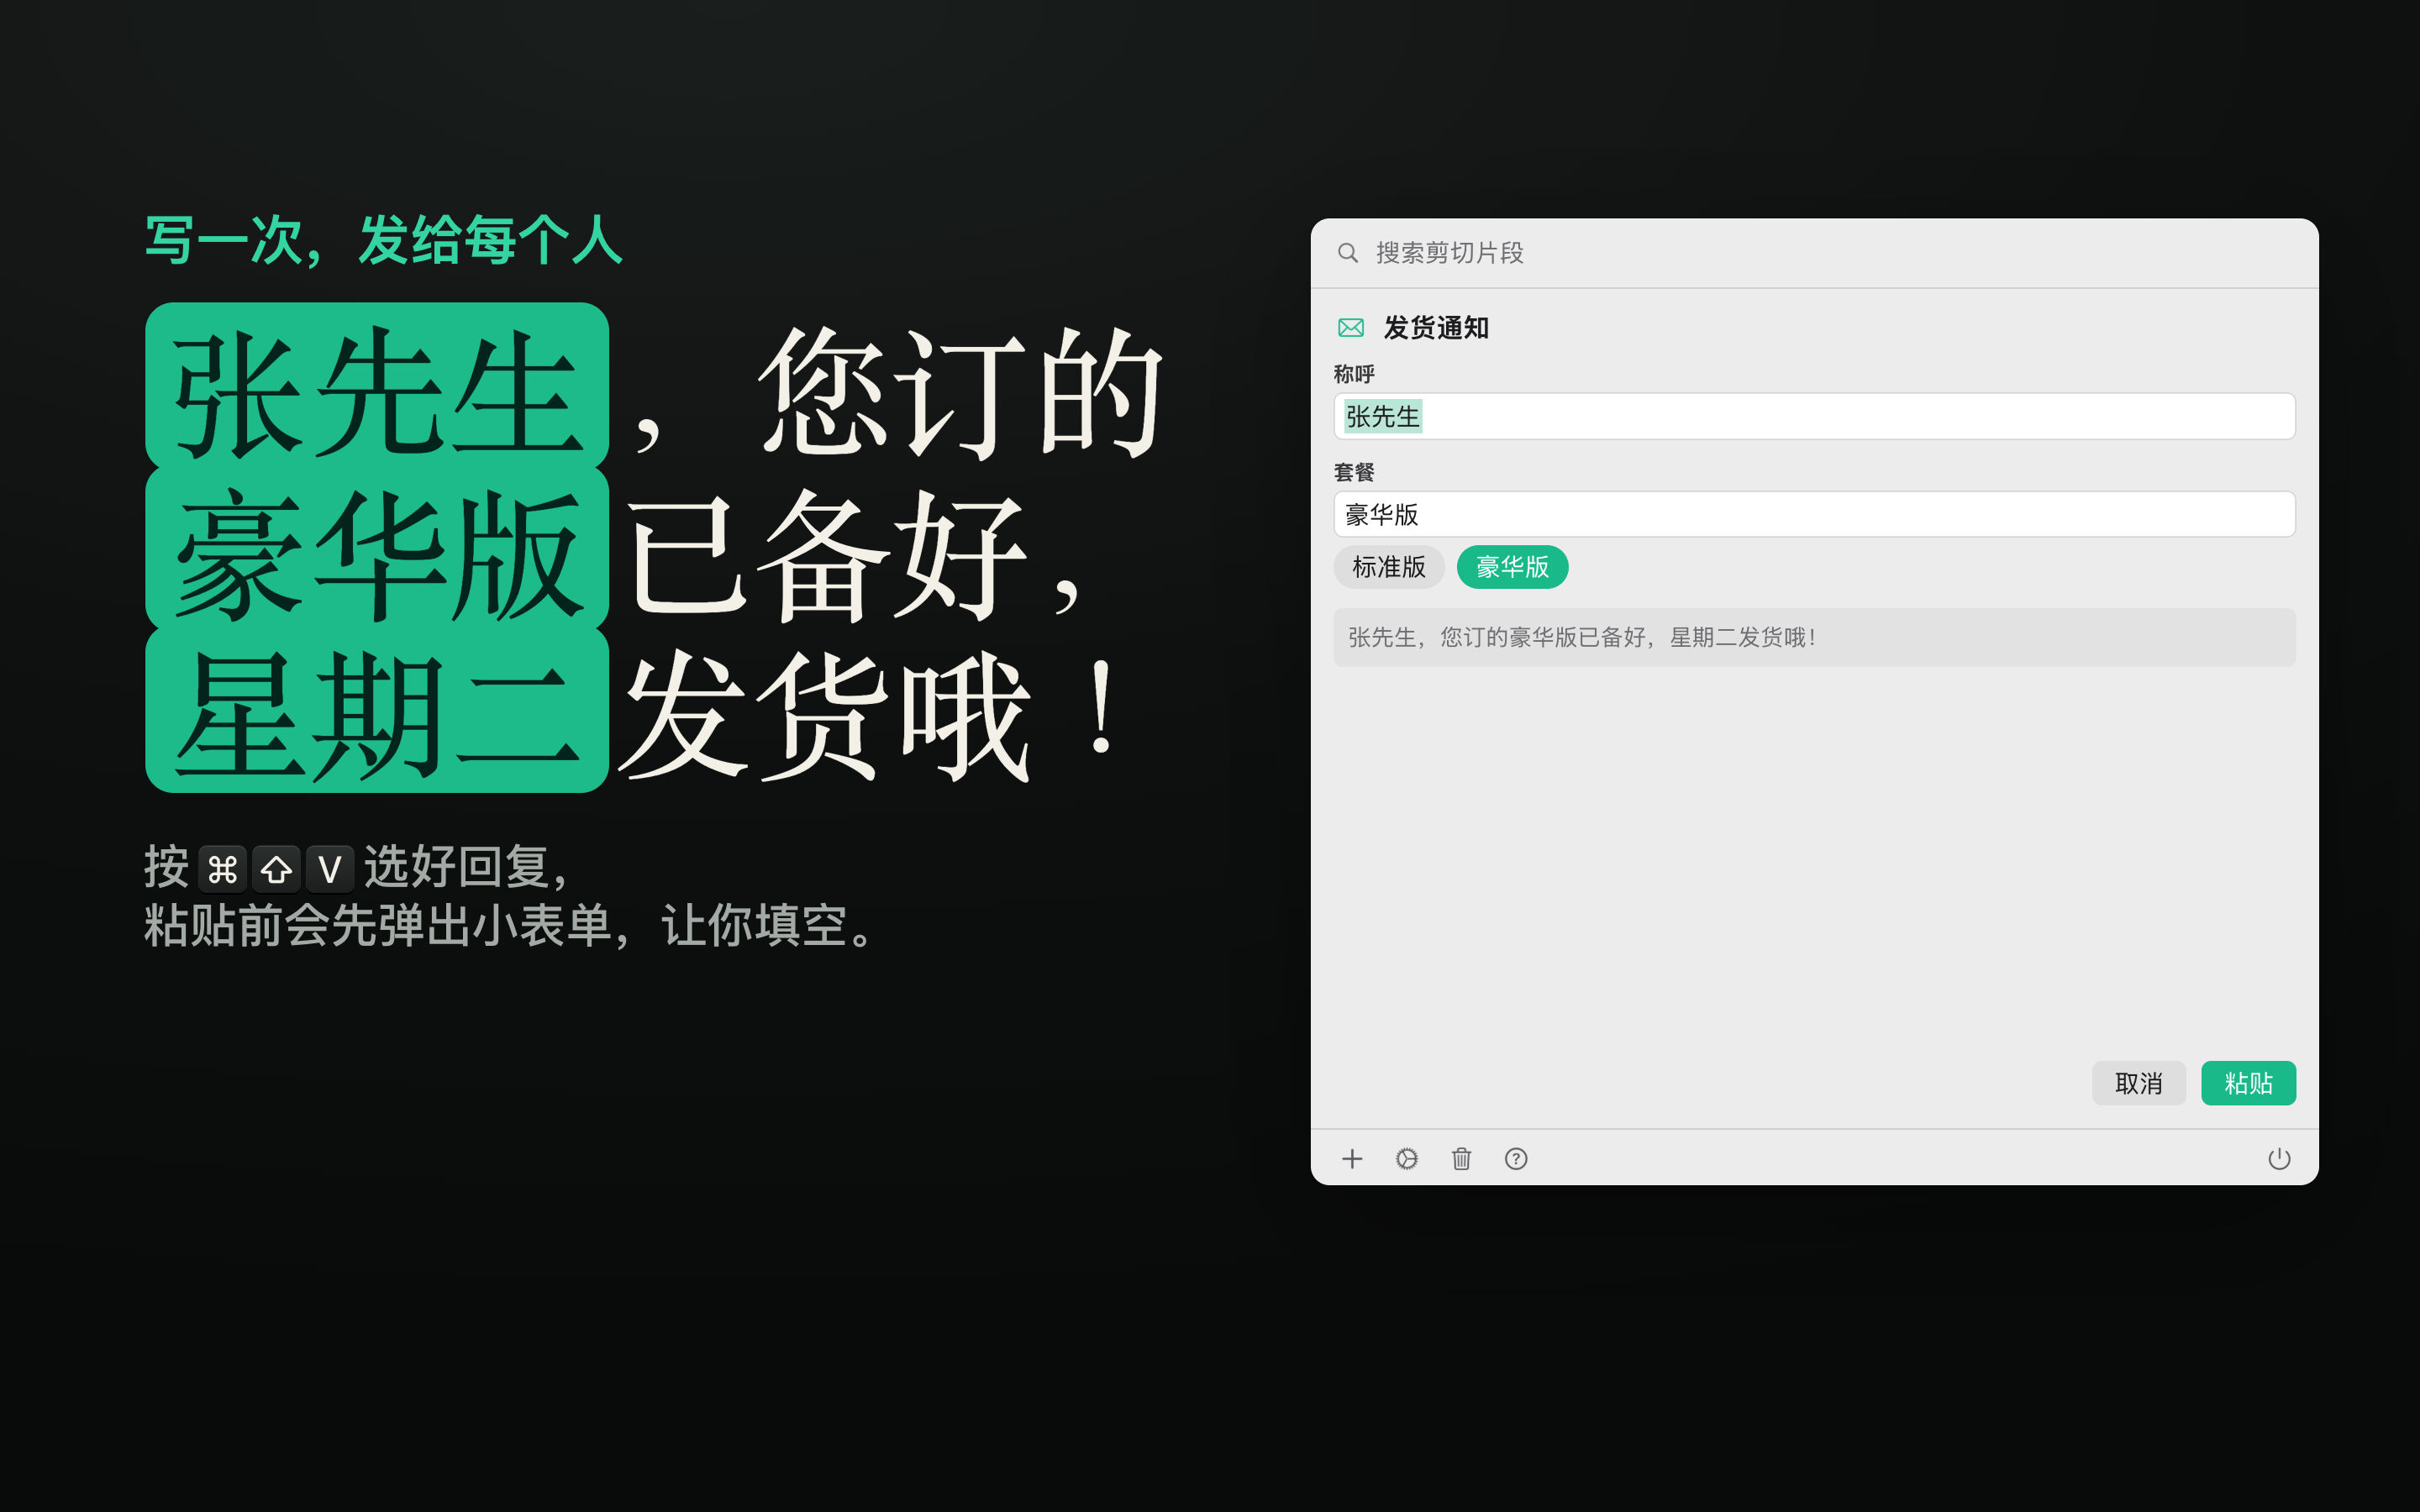 写一次，发给每个人
张先生，您订的
豪华版已备好，
星期二发货哦！
按 ⌘ ⇧ V 选好回复，
粘贴前会先弹出小表单，让你填空。
搜索剪切片段
发货通知
称呼
张先生
套餐
豪华版
标准版 豪华版
张先生，您订的豪华版已备好，星期二发货哦！
取消 粘贴